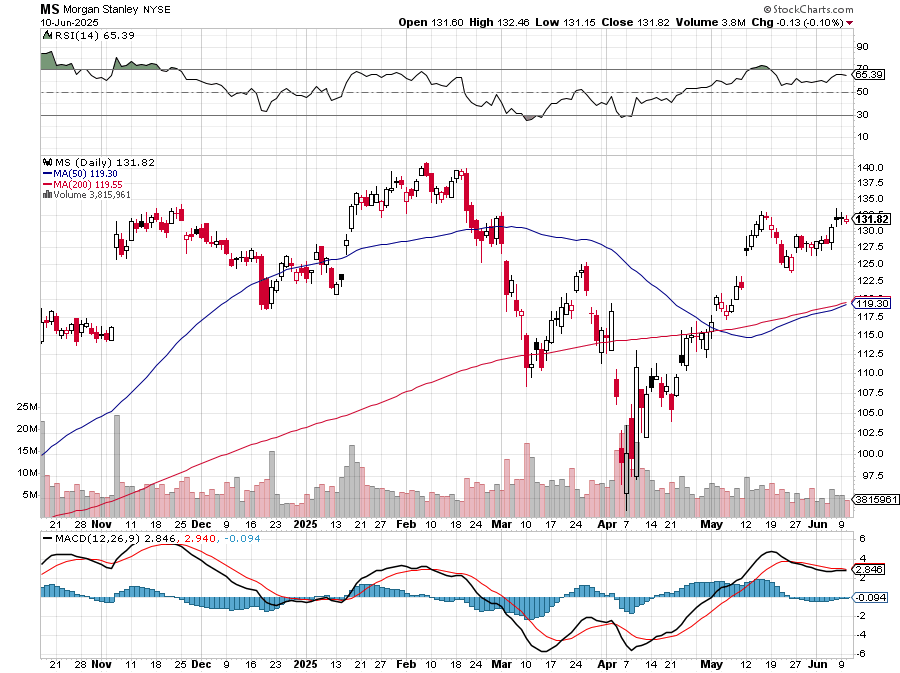 MS Morgan Stanley NYSE
© StockCharts.com
10-Jun-2025
Open 131.60 High 132.46 Low 131.15 Close 131.82 Volume 3.8M Chg -0.13 (-0.10%)
RSI(14) 65.39
90
70
65.39
50
30
10
MS (Daily) 131.82
MA(50) 119.30
MA(200) 119.55
Volume 3,815,961
140.0
137.5
135.0
131.82
130.0
127.5
125.0
122.5
119.30
117.5
115.0
112.5
110.0
107.5
105.0
102.5
100.0
97.5
25M
20M
15M
10M
5M
3815961
21 28 Nov 11 18 25 Dec 9 16 23 2025 13 21 27 Feb 10 18 24 Mar 10 17 24 Apr 7 14 21 May 12 19 27 Jun 9
MACD(12,26,9) 2.846, 2.940, -0.094
6
4
2.846
2
-0.094
-2
-4
-6
21 28 Nov 11 18 25 Dec 9 16 23 2025 13 21 27 Feb 10 18 24 Mar 10 17 24 Apr 7 14 21 May 12 19 27 Jun 9